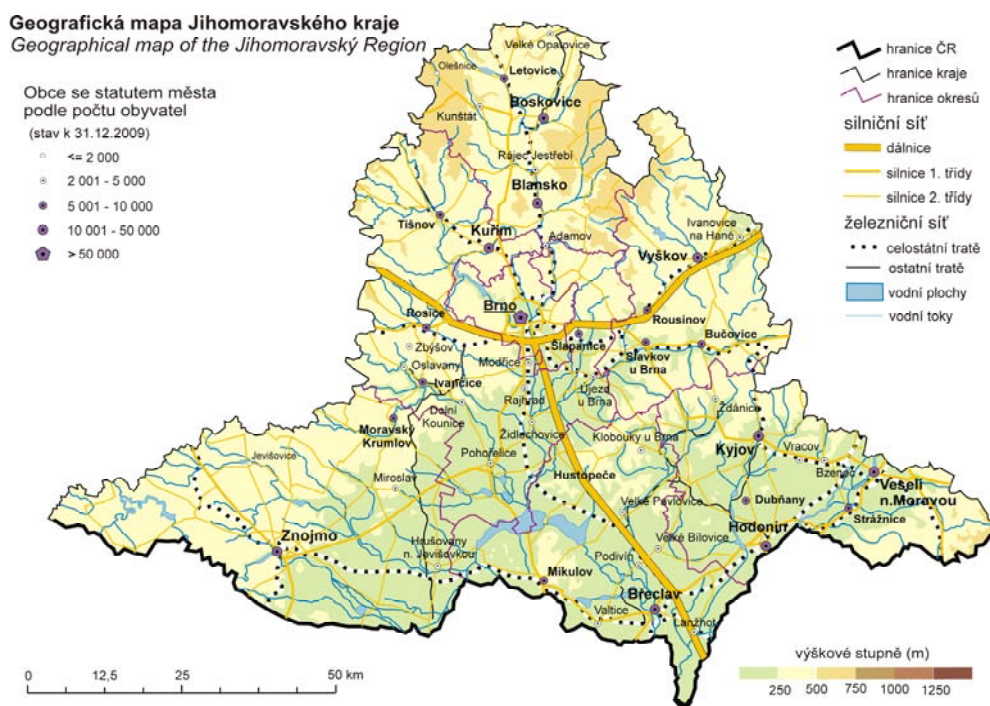 Geografická mapa Jihomoravského kraje
Geographical map of the Jihomoravský Region
Obce se statutem města
podle počtu obyvatel
(stav k 31.12.2009)
<= 2 000
2 001 - 5 000
5 001 - 10 000
10 001 - 50 000
> 50 000
hranice ČR
hranice kraje
hranice okresů
silniční síť
dálnice
silnice 1. třídy
silnice 2. třídy
železniční síť
celostátní tratě
ostatní tratě
vodní plochy
vodní toky
Velké Opatovice
Olešnice
Letovice
Kunštát
Boskovice
Rájec Jestřebí
Blansko
Tišnov
Kuřim
Adamov
Ivanovice
na Hané
Vyškov
Brno
Rosice
Rousínov
Bučovice
Šlapanice
Slavkov
u Brna
Zbýšov
Oslavany
Modřice
Ivančice
Rajhrad
Újezd
u Brna
Dolní
Kounice
Ždánice
Moravský
Krumlov
Židlochovice
Klobouky u Brna
Kyjov
Vracov
Bzenec
Jevišovice
Pohořelice
Miroslav
Hustopeče
Veselí
n.Moravou
Velké Pavlovice
Dubňany
Strážnice
Hodonín
Znojmo
Hrušovany
n. Jevišovkou
Velké Bílovice
Podivín
Mikulov
Břeclav
Valtice
Lanžhot
0 12,5 25 50 km
výškové stupně (m)
250 500 750 1000 1250